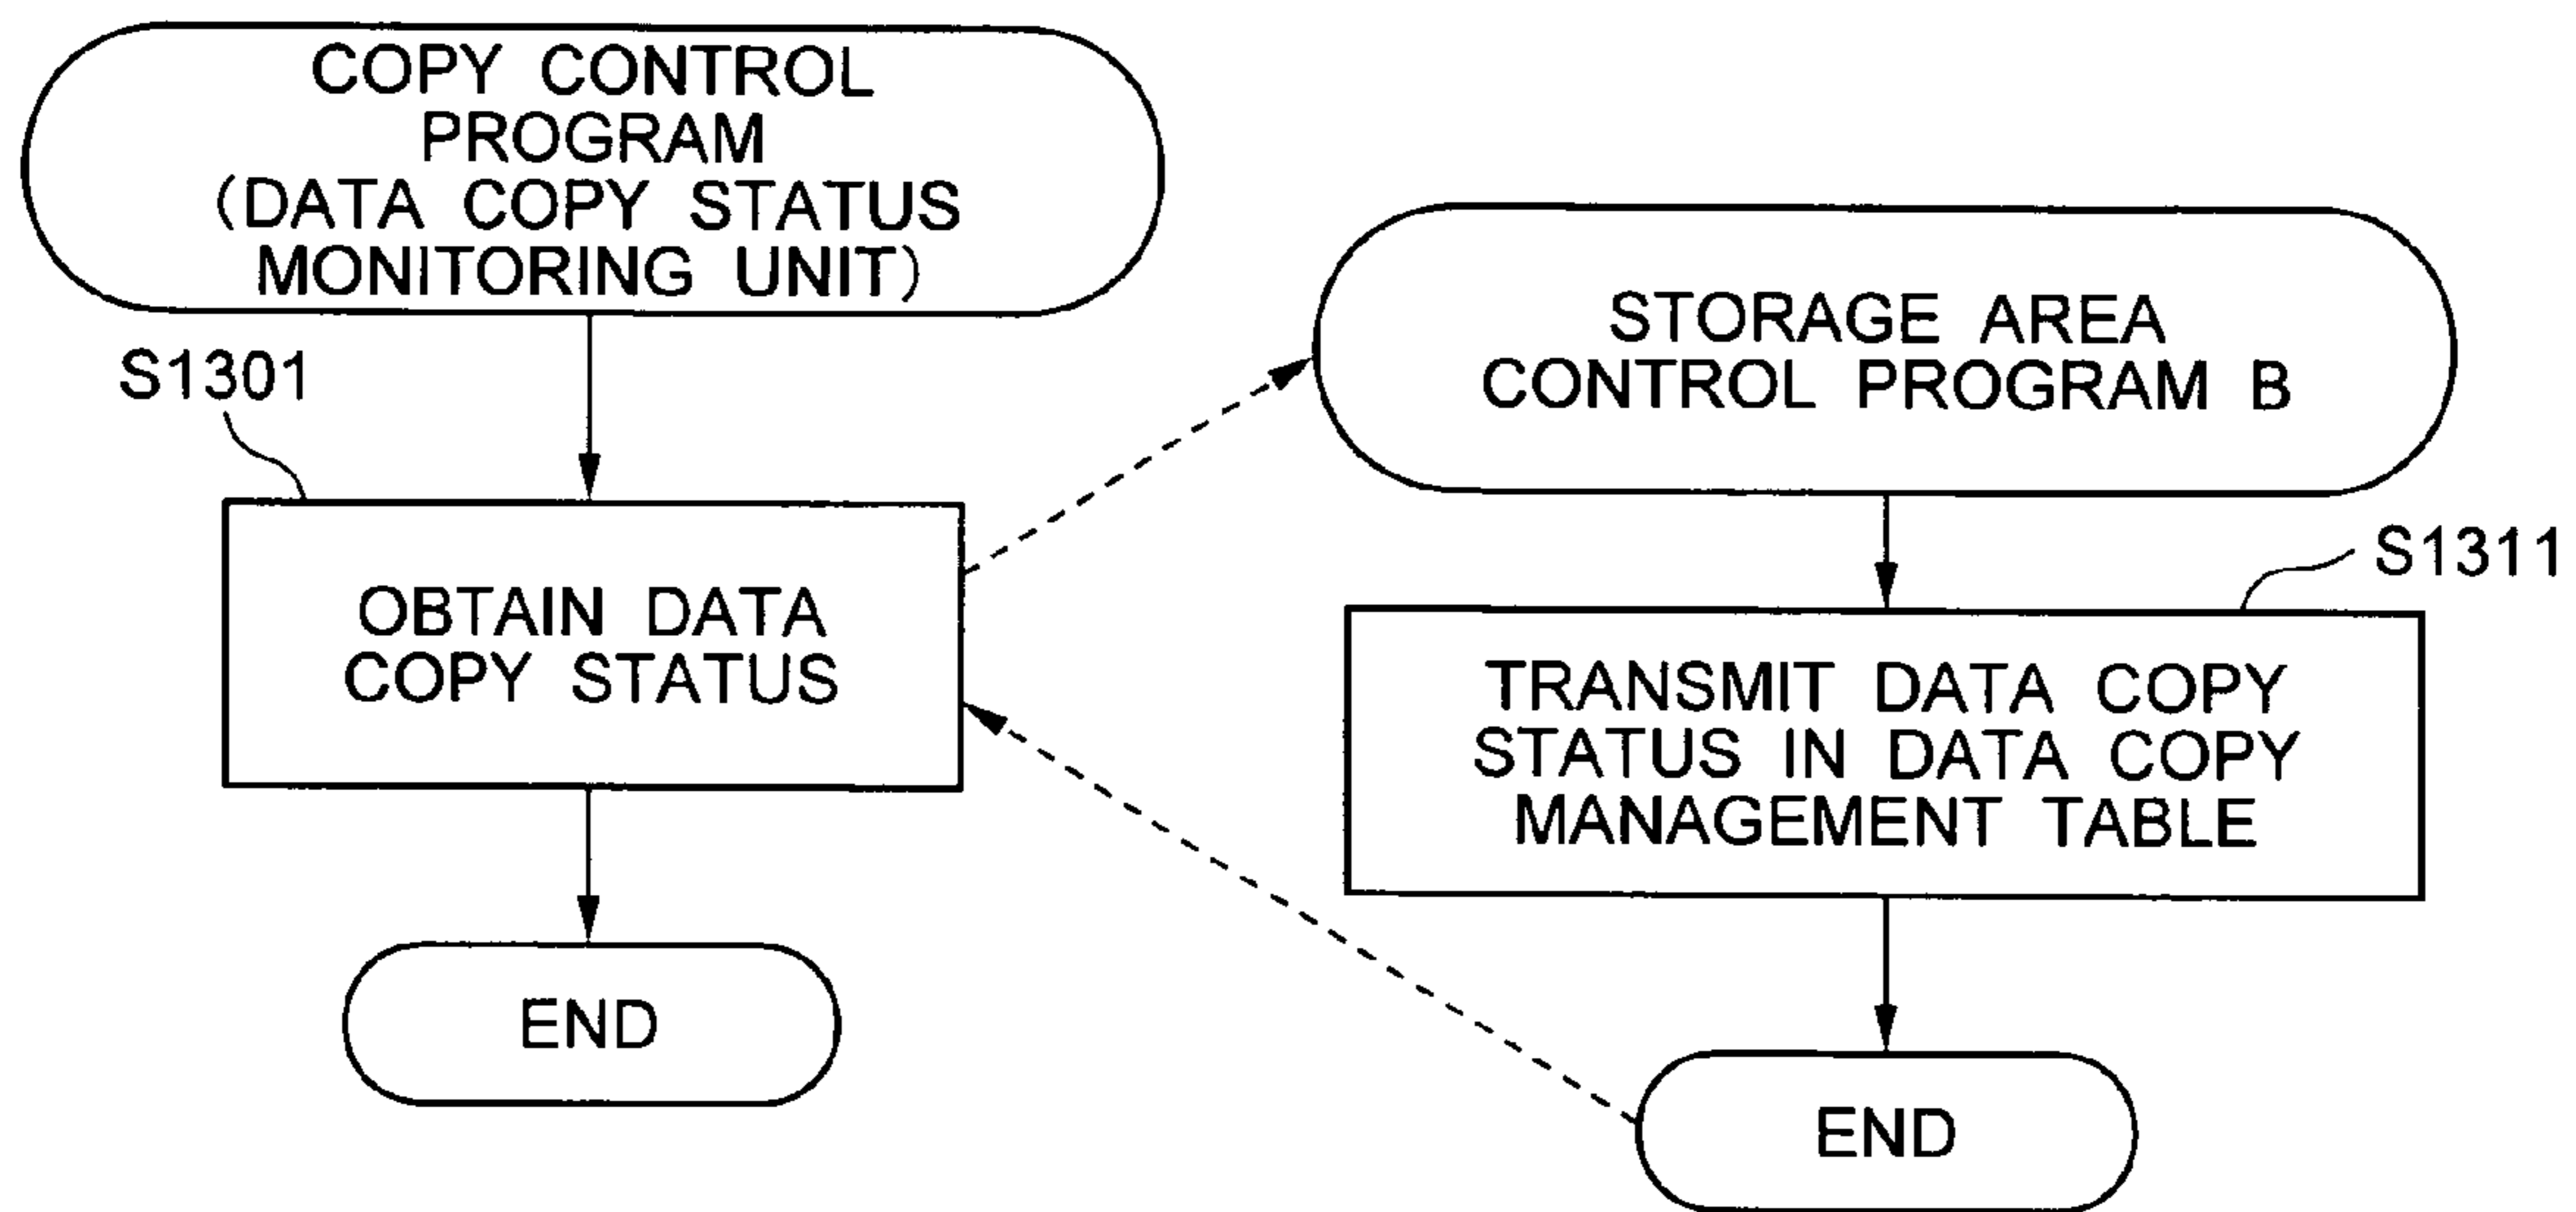 COPY CONTROL
PROGRAM
(DATA COPY STATUS
MONITORING UNIT)
S1301
OBTAIN DATA
COPY STATUS
END
STORAGE AREA
CONTROL PROGRAM B
S1311
TRANSMIT DATA COPY
STATUS IN DATA COPY
MANAGEMENT TABLE
END